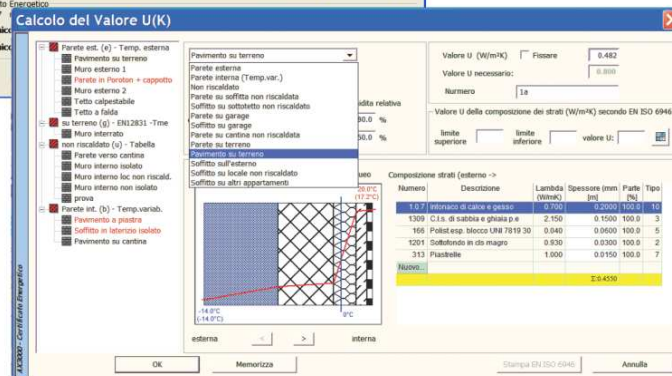 to Energetico
Calcolo del Valore U(K)
Parete est. (e) - Temp. esterna
Pavimento su terreno
Muro esterno 1
Parete in Poroton + cappotto
Muro esterno 2
Tetto calpestabile
Tetto a falda
su terreno (g) - EN12831 -Tme
Muro interrato
non riscaldato (u) - Tabella
Parete verso cantina
Muro interno isolato
Muro interno loc non riscald.
Muro interno non isolato
prova
Parete int. (b) - Temp.variab.
Pavimento a piastra
Soffitto in laterizio isolato
Pavimento su cantina
Pavimento su terreno
Parete esterna
Parete interna (Temp.var.)
Non riscaldato
Parete su soffitta non riscaldata
Soffitto su sottotetto non riscaldato
Parete su garage
Soffitto su garage
Parete su cantina non riscaldata
Parete su terreno
Pavimento su terreno
Soffitto sull'esterno
Soffitto su locale non riscaldato
Soffitto su altri appartamenti
idita relativa
%
50.0 %
Valore U (W/m²K) Fissare 0.482
Valore U necessario: 0.800
Nurmero 1a
Valore U della composizione dei strati (W/m²K) secondo EN ISO 6946
limite superiore
limite inferiore
valore U:
Composizione strati (esterno ->
Numero Descrizione Lambda (W/mK) Spessore (mm [m] Parte [%] Tipo
1.0.7 Intonaco di calce e gesso 0.700 0.2000 100.0 10
1309 C.l.s. di sabbia e ghiaia p.e 2.150 0.1500 100.0 3
166 Polist.esp. blocco UNI 7819 30 0.040 0.0600 100.0 5
1201 Sottofondo in cls magro 0.930 0.0300 100.0 2
313 Piastrelle 1.000 0.0150 100.0 7
Nuovo...
Σ:0.4550
20.0°C
(17.2°C)
-14.0°C
(-14.0°C)
0°C
esterna < > interna
OK Memorizza Stampa EN ISO 6946 Annulla
AX3000 - Certificato Energetico